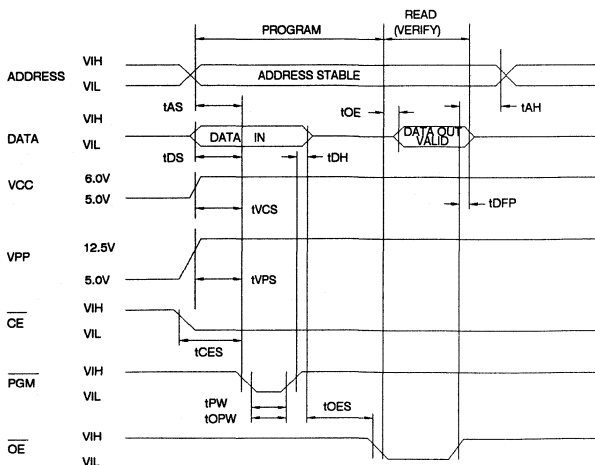 READ
PROGRAM (VERIFY)
VIH
ADDRESS ADDRESS STABLE
VIL
tAS tOE tAH
VIH
DATA DATA IN DATA OUT
VIL VALID
tDS tDH
VCC 6.0V
5.0V tVCS tDFP
12.5V
VPP
5.0V tVPS
VIH
CE
VIL
tCES
VIH
PGM
VIL
tPW tOES
tOPW
VIH
OE
VIL